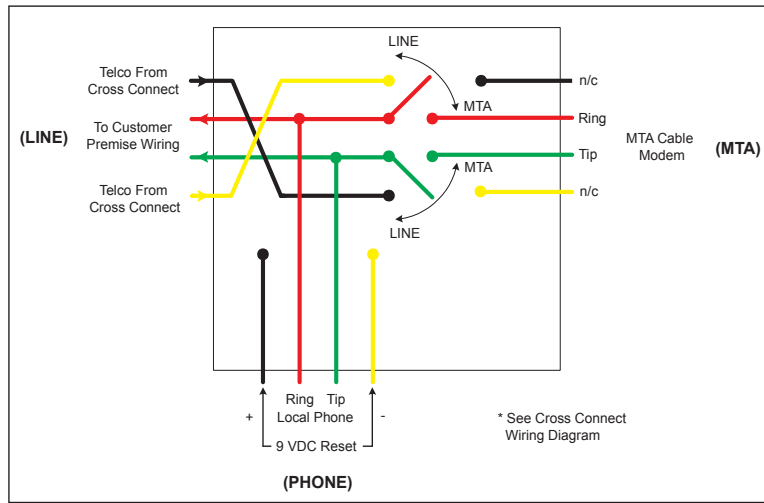 LINE
Telco From
Cross Connect
n/c
MTA
Ring
(LINE)
To Customer
Premise Wiring
MTA Cable
Modem
(MTA)
Tip
MTA
Telco From
Cross Connect
n/c
LINE
Ring Tip
+ Local Phone -
9 VDC Reset
* See Cross Connect
Wiring Diagram
(PHONE)